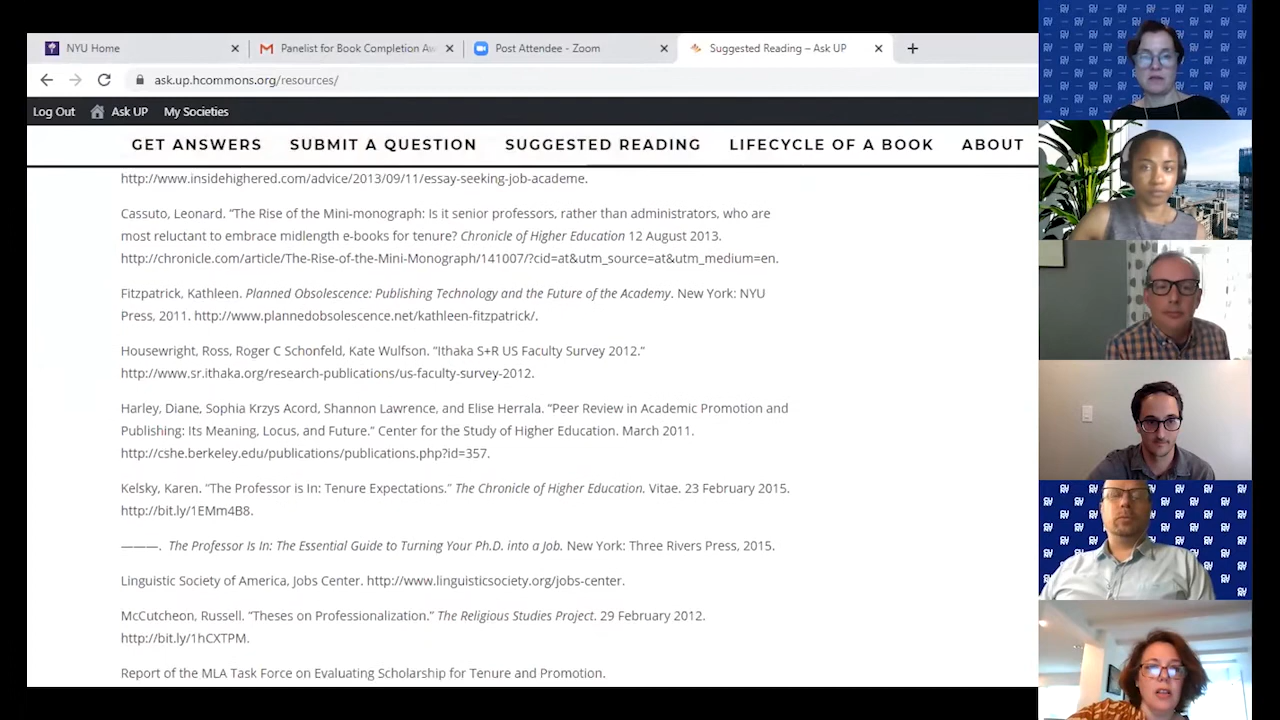 NYU Home
Panelist for Book Completion Aw
Post Attendee - Zoom
Suggested Reading – Ask UP
ask.up.hcommons.org/resources/
Log Out Ask UP My Societies
GET ANSWERS SUBMIT A QUESTION SUGGESTED READING LIFECYCLE OF A BOOK ABOUT
http://www.insidehighered.com/advice/2013/09/11/essay-seeking-job-academe.
Cassuto, Leonard. “The Rise of the Mini-monograph: Is it senior professors, rather than administrators, who are
most reluctant to embrace midlength e-books for tenure? Chronicle of Higher Education 12 August 2013.
http://chronicle.com/article/The-Rise-of-the-Mini-Monograph/141007/?cid=at&utm_source=at&utm_medium=en.
Fitzpatrick, Kathleen. Planned Obsolescence: Publishing Technology and the Future of the Academy. New York: NYU
Press, 2011. http://www.plannedobsolescence.net/kathleen-fitzpatrick/.
Housewright, Ross, Roger C Schonfeld, Kate Wulfson. “Ithaka S+R US Faculty Survey 2012.“
http://www.sr.ithaka.org/research-publications/us-faculty-survey-2012.
Harley, Diane, Sophia Krzys Acord, Shannon Lawrence, and Elise Herrala. “Peer Review in Academic Promotion and
Publishing: Its Meaning, Locus, and Future.” Center for the Study of Higher Education. March 2011.
http://cshe.berkeley.edu/publications/publications.php?id=357.
Kelsky, Karen. “The Professor is In: Tenure Expectations.” The Chronicle of Higher Education. Vitae. 23 February 2015.
http://bit.ly/1EMm4B8.
———. The Professor Is In: The Essential Guide to Turning Your Ph.D. into a Job. New York: Three Rivers Press, 2015.
Linguistic Society of America, Jobs Center. http://www.linguisticsociety.org/jobs-center.
McCutcheon, Russell. “Theses on Professionalization.” The Religious Studies Project. 29 February 2012.
http://bit.ly/1hCXTPM.
Report of the MLA Task Force on Evaluating Scholarship for Tenure and Promotion.